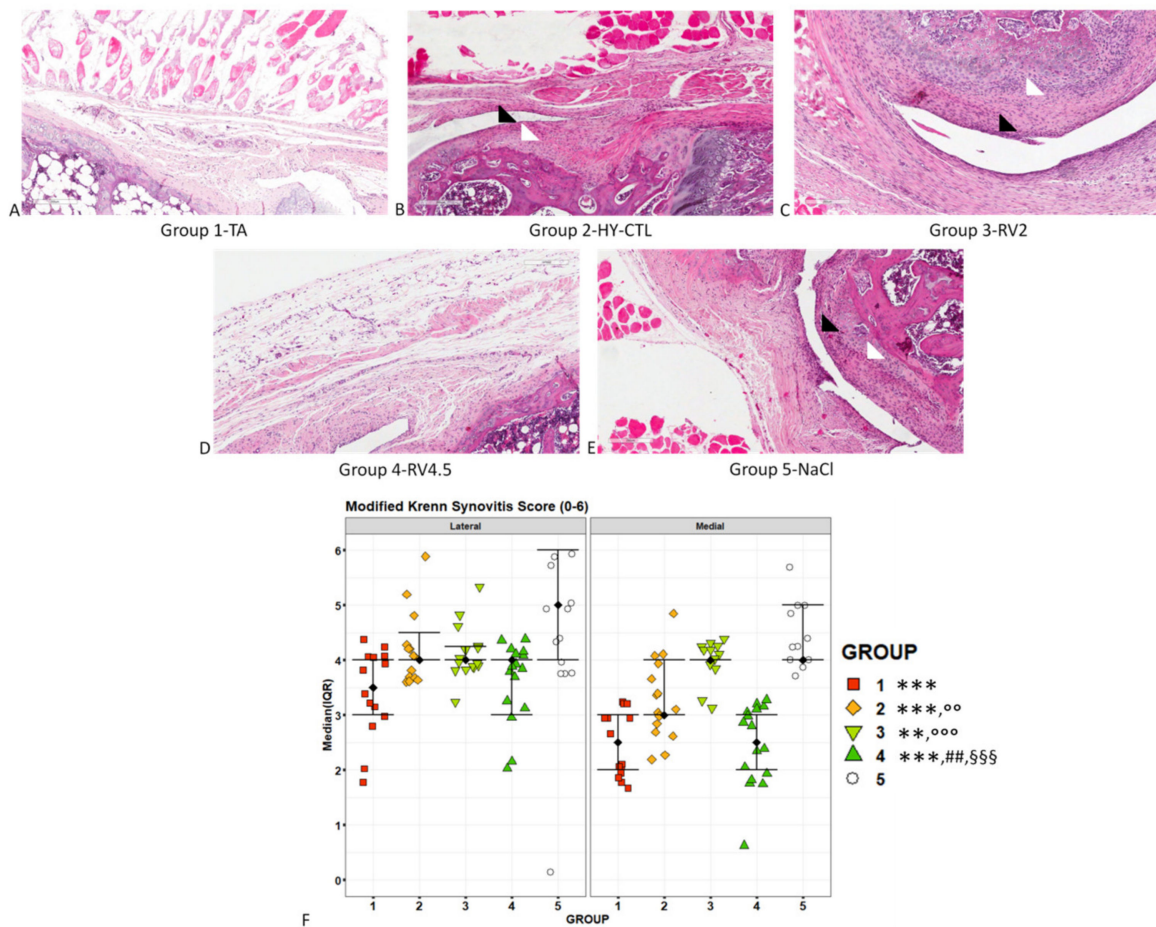 A
Group 1-TA
B
Group 2-HY-CTL
C
Group 3-RV2
D
Group 4-RV4.5
E
Group 5-NaCl
Modified Krenn Synovitis Score (0-6)
Lateral
Medial
Median(IQR)
6
5
4
3
2
1
0
1 2 3 4 5
1 2 3 4 5
GROUP
GROUP
1 ***
2 ***,°°
3 **,°°°
4 ***,##,§§§
5
F